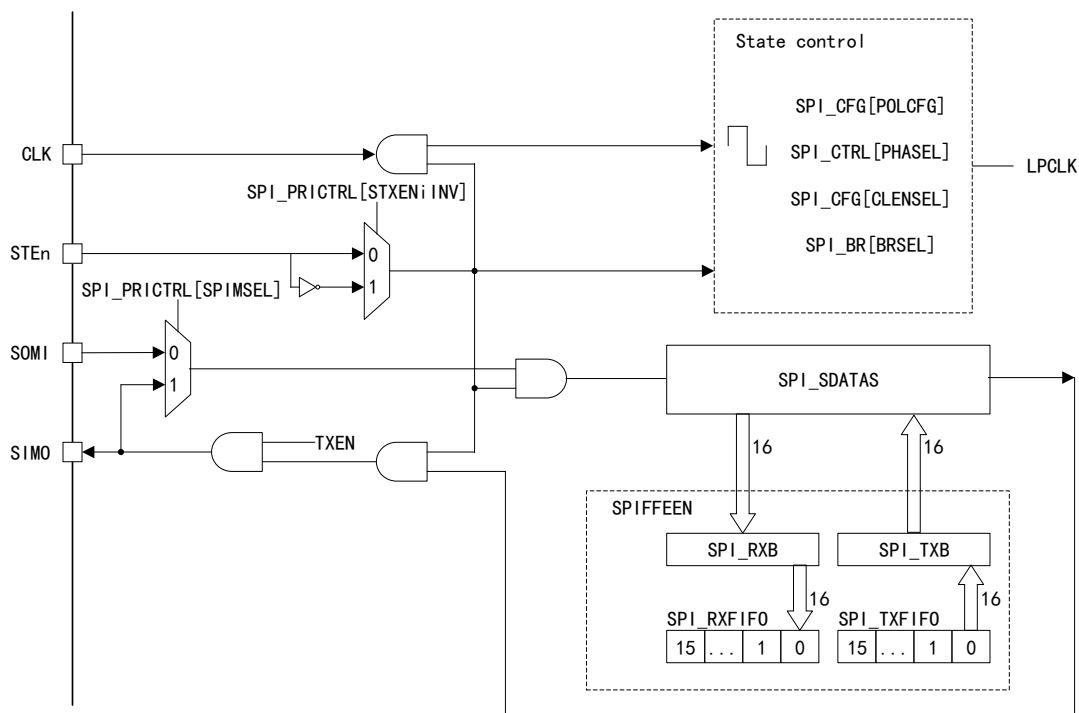 State control
SPI_CFG[POLCFG]
CLK
SPI_CTRL[PHASEL]
LPCLK
SPI_PRICTRL[STXENiINV]
SPI_CFG[CLENSEL]
STEn
0
SPI_BR[BRSEL]
1
SPI_PRICTRL[SPIMSEL]
SOMI
0
1
SPI_SDATAS
SIMO
TXEN
16
16
SPIFFEEN
SPI_RXB
SPI_TXB
16
16
SPI_RXFIFO
SPI_TXFIFO
15 ... 1 0
15 ... 1 0